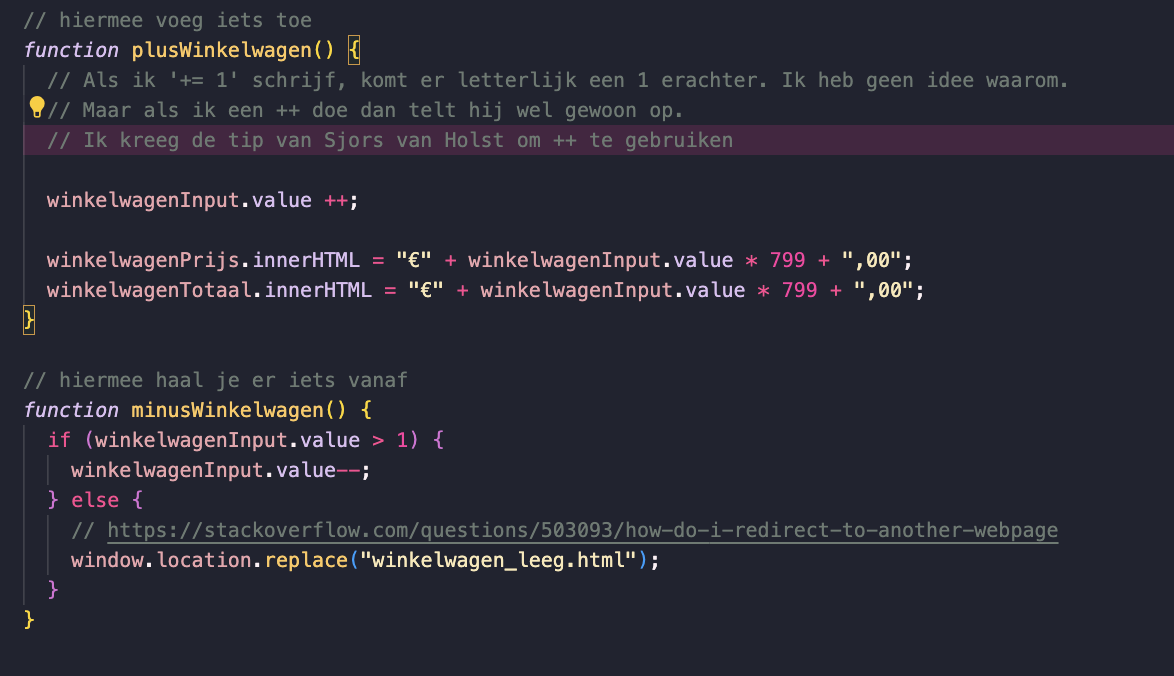 // hiermee voeg iets toe
function plusWinkelwagen() {
// Als ik '+= 1' schrijf, komt er letterlijk een 1 erachter. Ik heb geen idee waarom.
// Maar als ik een ++ doe dan telt hij wel gewoon op.
// Ik kreeg de tip van Sjors van Holst om ++ te gebruiken
winkelwagenInput.value ++;
winkelwagenPrijs.innerHTML = "€" + winkelwagenInput.value * 799 + ",00";
winkelwagenTotaal.innerHTML = "€" + winkelwagenInput.value * 799 + ",00";
}
// hiermee haal je er iets vanaf
function minusWinkelwagen() {
if (winkelwagenInput.value > 1) {
winkelwagenInput.value--;
} else {
// https://stackoverflow.com/questions/503093/how-do-i-redirect-to-another-webpage
window.location.replace("winkelwagen_leeg.html");
}
}